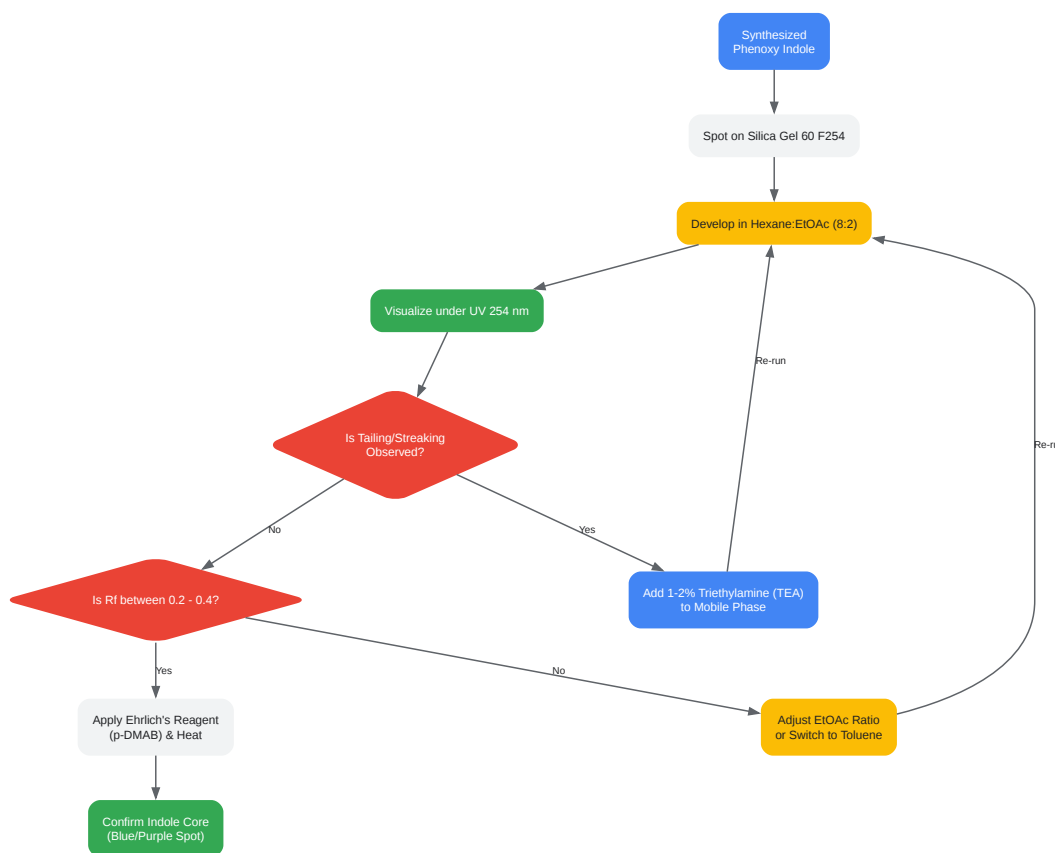 Synthesized
Phenoxy Indole
Spot on Silica Gel 60 F254
Develop in Hexane:EtOAc (8:2)
Visualize under UV 254 nm
Re-run
Is Tailing/Streaking
Observed?
Re-ru
No
Yes
Is Rf between 0.2 - 0.4?
Add 1-2% Triethylamine (TEA)
to Mobile Phase
Yes
No
Apply Ehrlich's Reagent
(p-DMAB) & Heat
Adjust EtOAc Ratio
or Switch to Toluene
Confirm Indole Core
(Blue/Purple Spot)